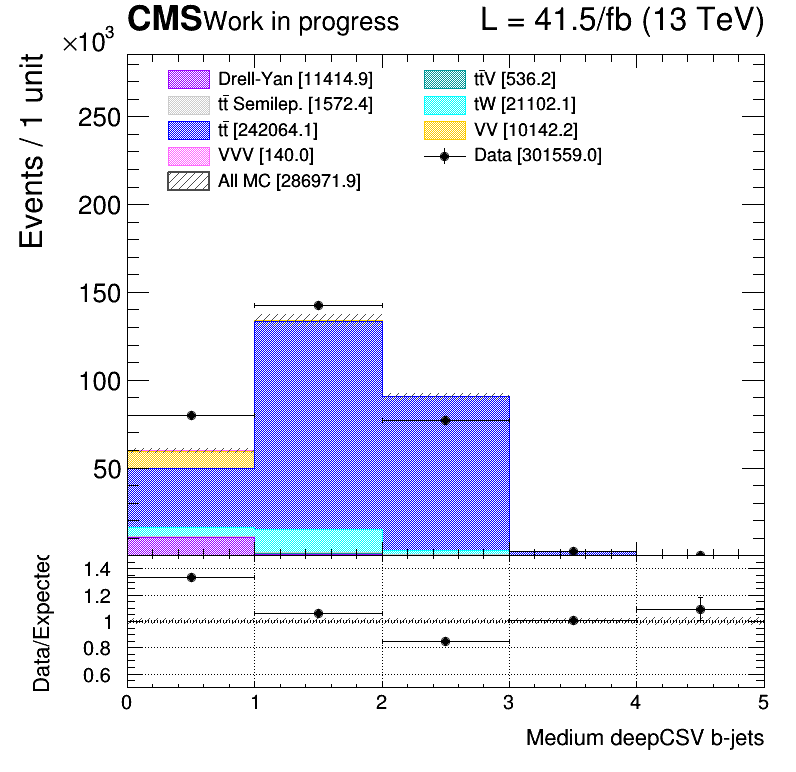 CMS Work in progress L = 41.5/fb (13 TeV)
×10³
Events / 1 unit
Drell-Yan [11414.9]
tt̄ Semilep. [1572.4]
tt̄ [242064.1]
VVV [140.0]
All MC [286971.9]
tt̄V [536.2]
tW [21102.1]
VV [10142.2]
Data [301559.0]
250
200
150
100
50
Data/Expected
1.4
1.2
1
0.8
0.6
0 1 2 3 4 5
Medium deepCSV b-jets